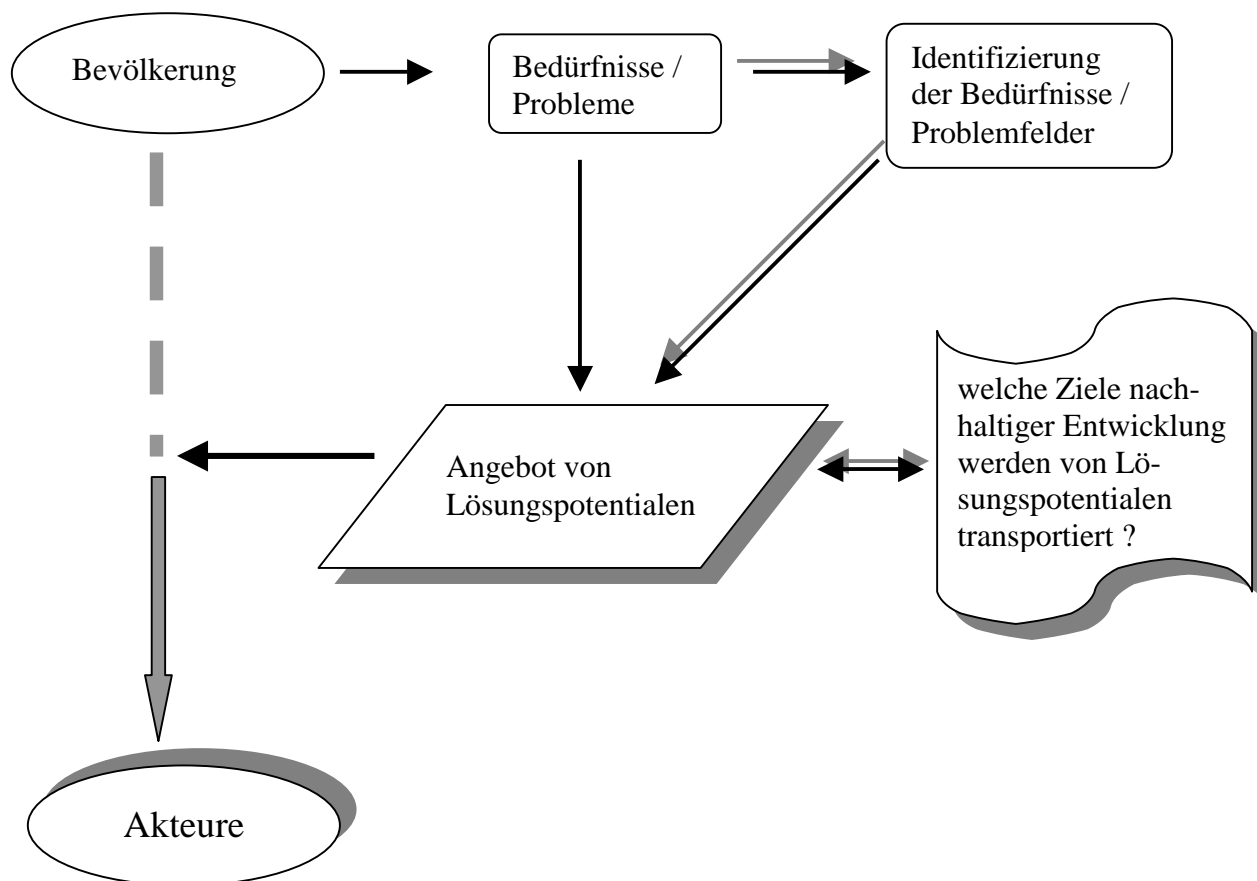 Bevölkerung
Bedürfnisse /
Probleme
Identifizierung
der Bedürfnisse /
Problemfelder
welche Ziele nach-
haltiger Entwicklung
werden von Lö-
sungspotentialen
transportiert ?
Angebot von
Lösungspotentialen
Akteure